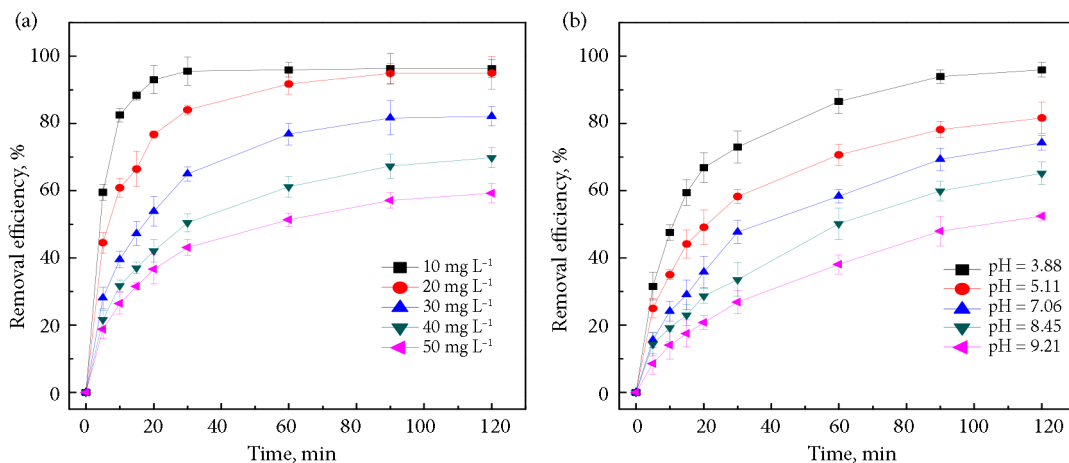 (a)
100
80
60
40
20
0
Removal efficiency, %
10 mg L⁻¹
20 mg L⁻¹
30 mg L⁻¹
40 mg L⁻¹
50 mg L⁻¹
0 20 40 60 80 100 120
Time, min
(b)
100
80
60
40
20
0
Removal efficiency, %
pH = 3.88
pH = 5.11
pH = 7.06
pH = 8.45
pH = 9.21
0 20 40 60 80 100 120
Time, min